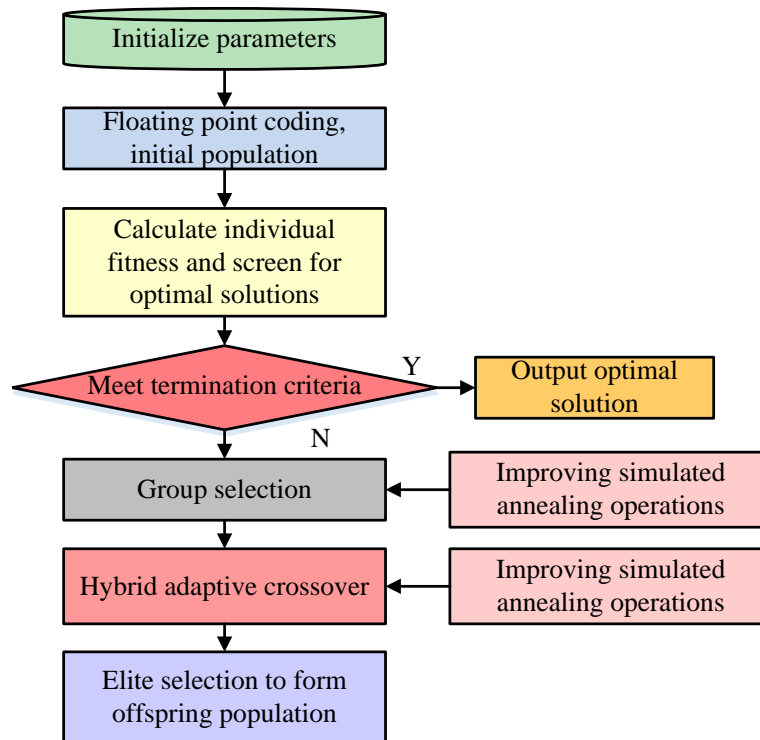 Initialize parameters
Floating point coding,
initial population
Calculate individual
fitness and screen for
optimal solutions
Meet termination criteria
Y
Output optimal
solution
N
Group selection
Improving simulated
annealing operations
Hybrid adaptive crossover
Improving simulated
annealing operations
Elite selection to form
offspring population